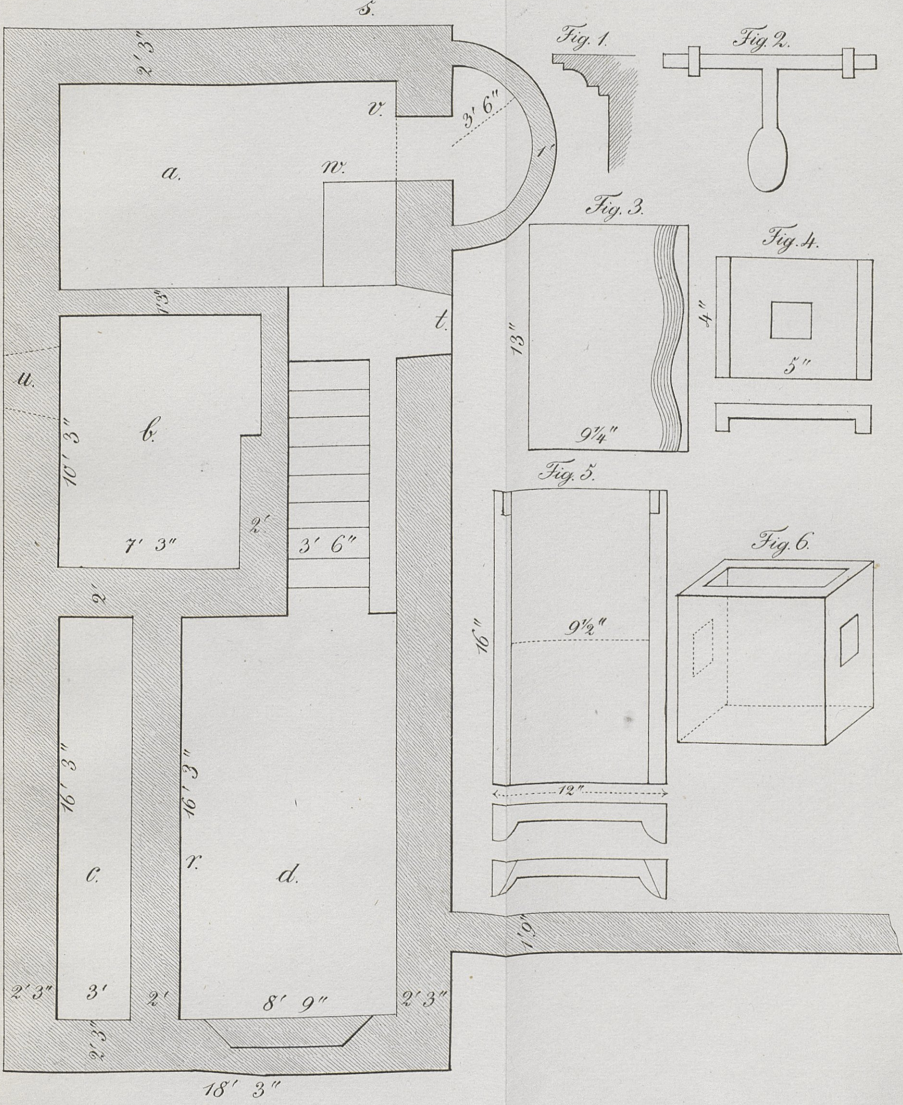 s.
2' 3"
a.
v.
w.
3' 6"
1'
1'3"
t.
u.
b.
10' 3"
7' 3"
2'
3' 6"
2'
16' 3"
c.
16' 3"
r.
d.
2' 3"
3'
2'
8' 9"
2' 3"
2' 3"
18' 3"
1' 9"
Fig. 1.
Fig. 2.
Fig. 3.
13"
9¼"
Fig. 4.
4"
5"
Fig. 5.
16"
9½"
12"
Fig. 6.